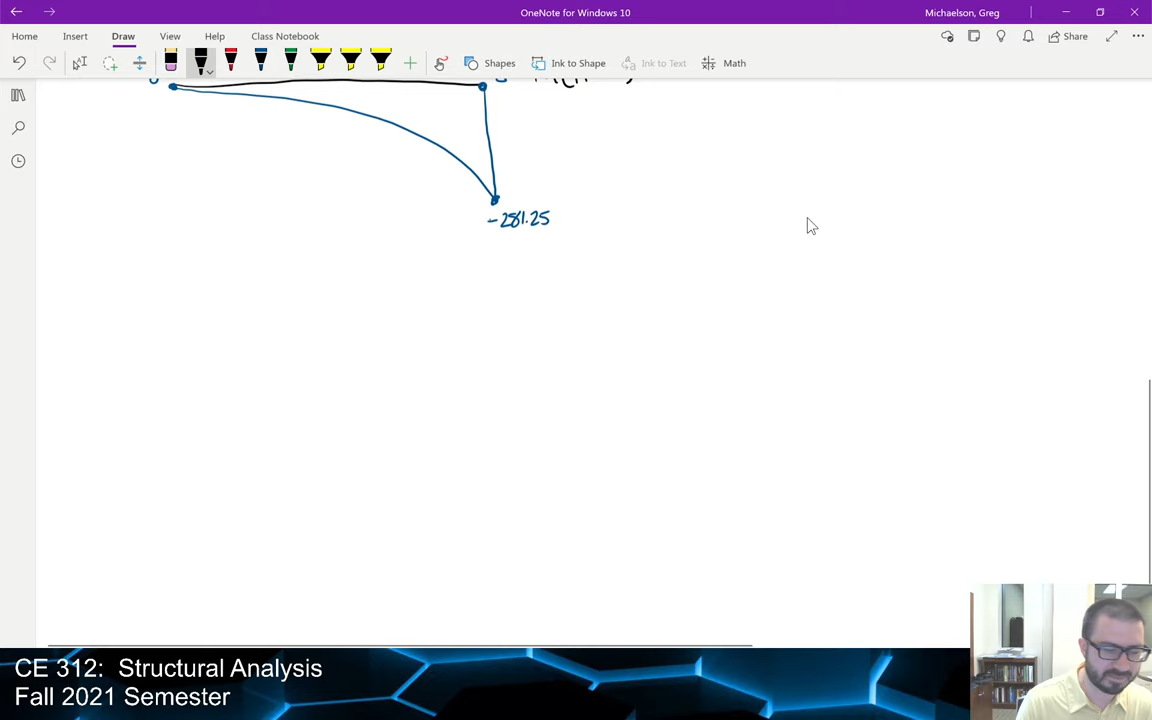 OneNote for Windows 10
Michaelson, Greg
Home Insert Draw View Help Class Notebook
Share
Shapes Ink to Shape Ink to Text Math
-281.25
CE 312: Structural Analysis
Fall 2021 Semester